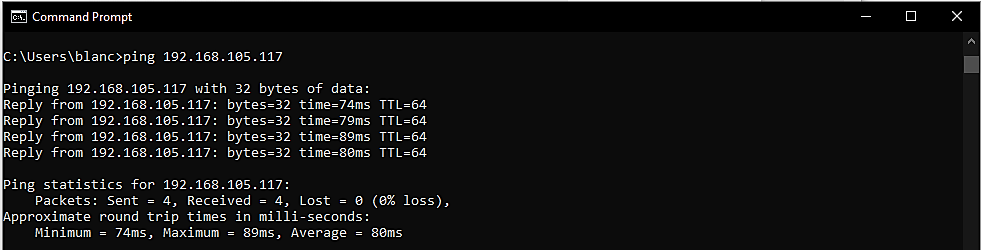 Command Prompt
C:\Users\blanc>ping 192.168.105.117
Pinging 192.168.105.117 with 32 bytes of data:
Reply from 192.168.105.117: bytes=32 time=74ms TTL=64
Reply from 192.168.105.117: bytes=32 time=79ms TTL=64
Reply from 192.168.105.117: bytes=32 time=89ms TTL=64
Reply from 192.168.105.117: bytes=32 time=80ms TTL=64
Ping statistics for 192.168.105.117:
    Packets: Sent = 4, Received = 4, Lost = 0 (0% loss),
Approximate round trip times in milli-seconds:
    Minimum = 74ms, Maximum = 89ms, Average = 80ms